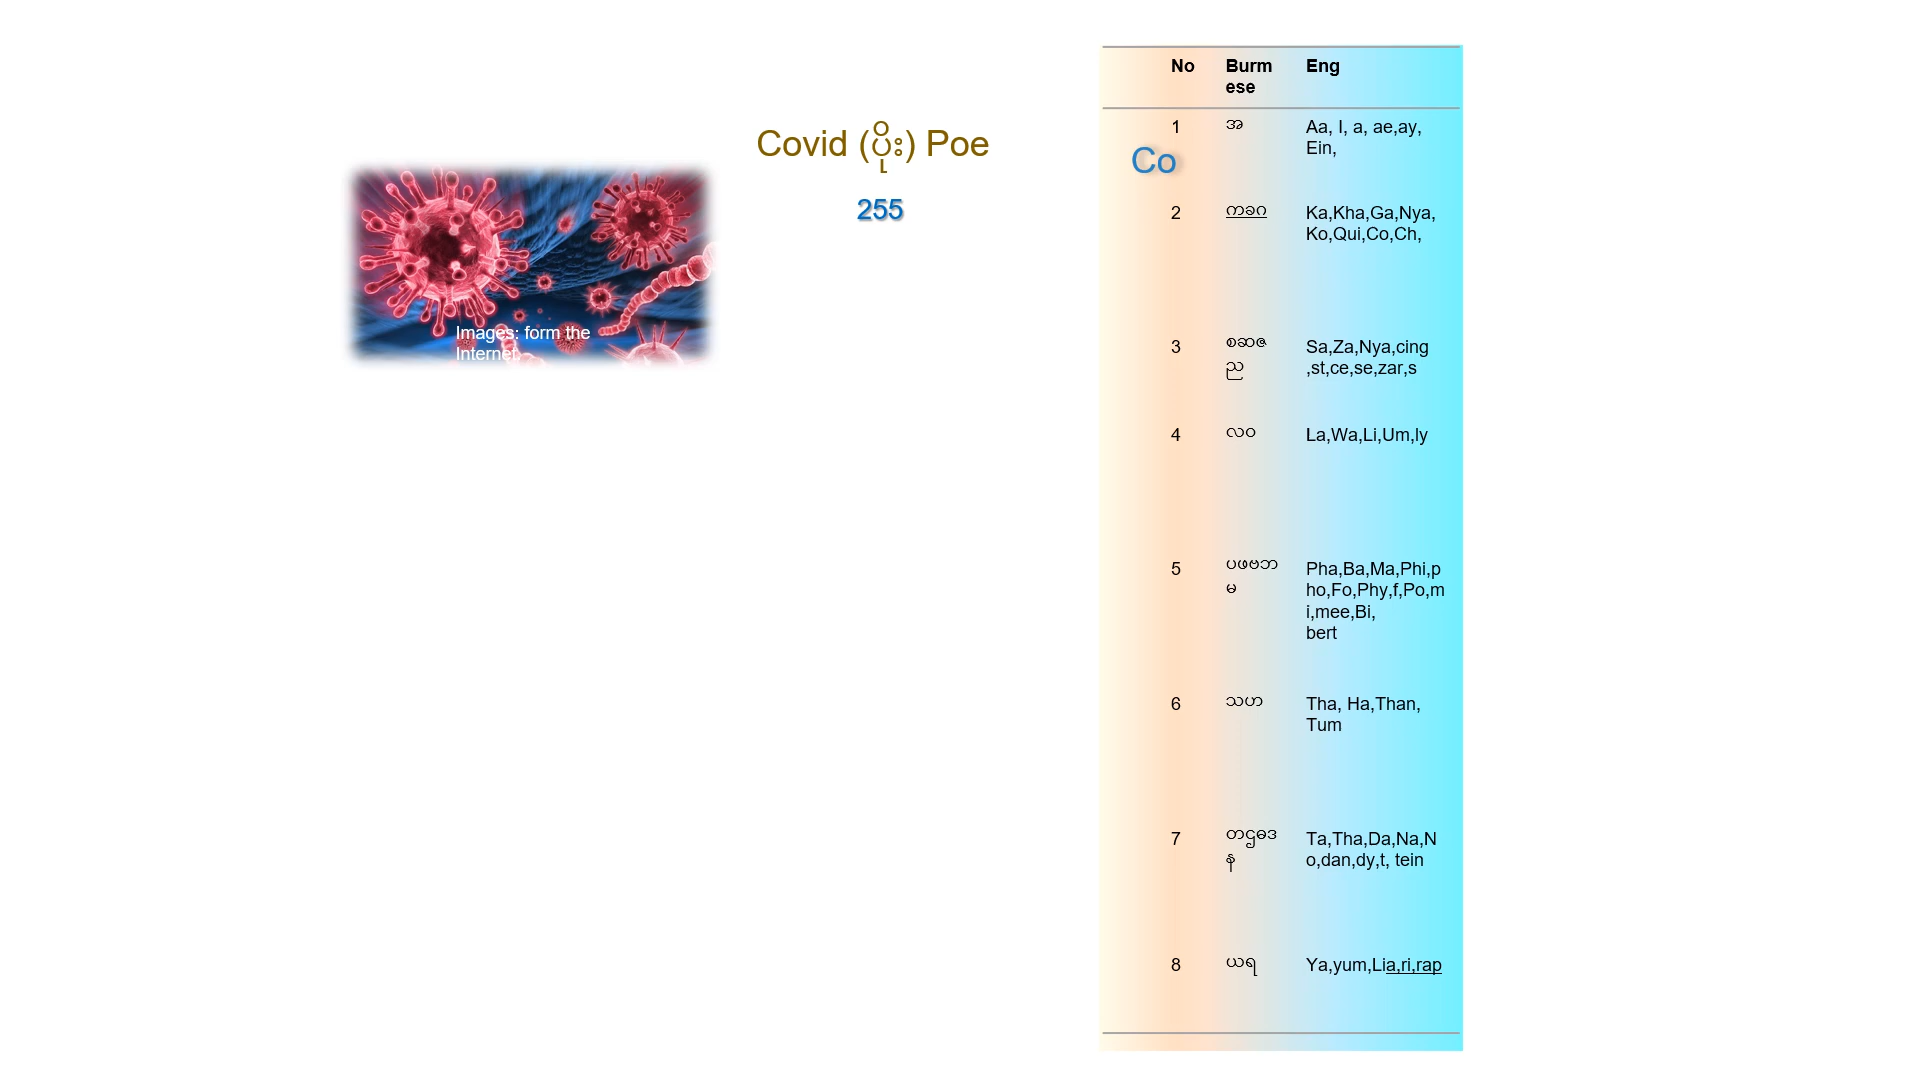 Covid (ပိုး) Poe
255
Images: form the
Internet.
No Burm Eng
ese
1 အ Aa, I, a, ae,ay,
Ein,
Co
2 ကခဂ Ka,Kha,Ga,Nya,
Ko,Qui,Co,Ch,
3 စဆဇ Sa,Za,Nya,cing
ည ,st,ce,se,zar,s
4 လဝ La,Wa,Li,Um,ly
5 ပဖဗဘ Pha,Ba,Ma,Phi,p
မ ho,Fo,Phy,f,Po,m
i,mee,Bi,
bert
6 သဟ Tha, Ha,Than,
Tum
7 တဌဓဒ Ta,Tha,Da,Na,N
န o,dan,dy,t, tein
8 ယရ Ya,yum,Lia,ri,rap